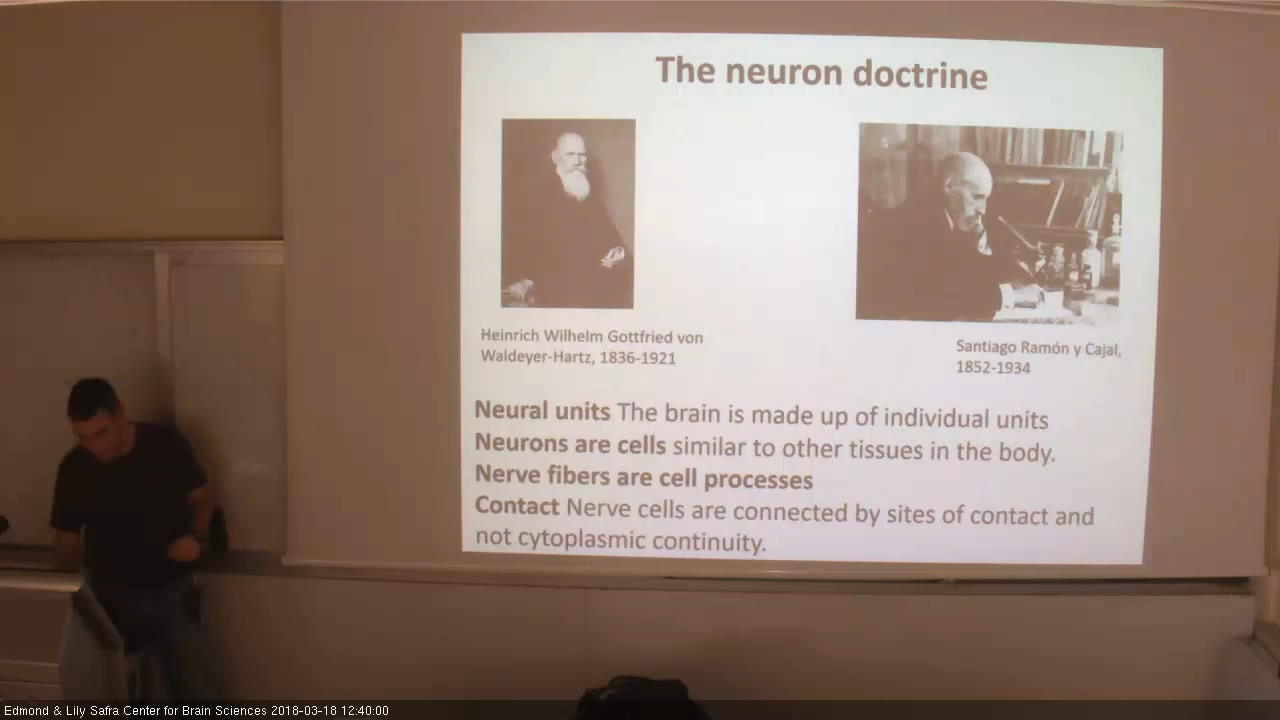 The neuron doctrine
Heinrich Wilhelm Gottfried von
Waldeyer-Hartz, 1836-1921
Santiago Ramón y Cajal,
1852-1934
Neural units The brain is made up of individual units
Neurons are cells similar to other tissues in the body.
Nerve fibers are cell processes
Contact Nerve cells are connected by sites of contact and
not cytoplasmic continuity.
Edmond & Lily Safra Center for Brain Sciences 2018-03-18 12:40:00